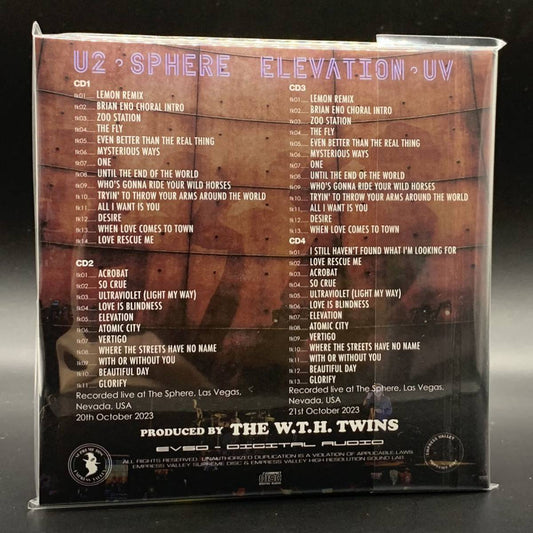 U2 · SPHERE ELEVATION · UV
CD1
tk01..... LEMON REMIX
tk02..... BRIAN ENO CHORAL INTRO
tk03..... ZOO STATION
tk04..... THE FLY
tk05..... EVEN BETTER THAN THE REAL THING
tk06..... MYSTERIOUS WAYS
tk07..... ONE
tk08..... UNTIL THE END OF THE WORLD
tk09..... WHO'S GONNA RIDE YOUR WILD HORSES
tk10..... TRYIN' TO THROW YOUR ARMS AROUND THE WORLD
tk11..... ALL I WANT IS YOU
tk12..... DESIRE
tk13..... WHEN LOVE COMES TO TOWN
tk14..... LOVE RESCUE ME
CD2
tk01..... ACROBAT
tk02..... SO CRUE
tk03..... ULTRAVIOLET (LIGHT MY WAY)
tk04..... LOVE IS BLINDNESS
tk05..... ELEVATION
tk06..... ATOMIC CITY
tk07..... VERTIGO
tk08..... WHERE THE STREETS HAVE NO NAME
tk09..... WITH OR WITHOUT YOU
tk10..... BEAUTIFUL DAY
tk11..... GLORIFY
Recorded live at The Sphere, Las Vegas,
Nevada, USA
20th October 2023
CD3
tk01..... LEMON REMIX
tk02..... BRIAN ENO CHORAL INTRO
tk03..... ZOO STATION
tk04..... THE FLY
tk05..... EVEN BETTER THAN THE REAL THING
tk06..... MYSTERIOUS WAYS
tk07..... ONE
tk08..... UNTIL THE END OF THE WORLD
tk09..... WHO'S GONNA RIDE YOUR WILD HORSES
tk10..... TRYIN' TO THROW YOUR ARMS AROUND THE WORLD
tk11..... ALL I WANT IS YOU
tk12..... DESIRE
tk13..... WHEN LOVE COMES TO TOWN
CD4
tk01..... I STILL HAVEN'T FOUND WHAT I'M LOOKING FOR
tk02..... LOVE RESCUE ME
tk03..... ACROBAT
tk04..... SO CRUE
tk05..... ULTRAVIOLET (LIGHT MY WAY)
tk06..... LOVE IS BLINDNESS
tk07..... ELEVATION
tk08..... ATOMIC CITY
tk09..... VERTIGO
tk10..... WHERE THE STREETS HAVE NO NAME
tk11..... WITH OR WITHOUT YOU
tk12..... BEAUTIFUL DAY
tk13..... GLORIFY
Recorded live at The Sphere, Las Vegas,
Nevada, USA
21st October 2023
PRODUCED BY THE W.T.H. TWINS
EVSD - DIGITAL AUDIO
ALL RIGHTS RESERVED. UNAUTHORIZED DUPLICATION IS A VIOLATION OF APPLICABLE LAWS.
EMPRESS VALLEY SUPREME DISC & EMPRESS VALLEY HIGH RESOLUTION SOUND LAB.
EMPRESS VALLEY